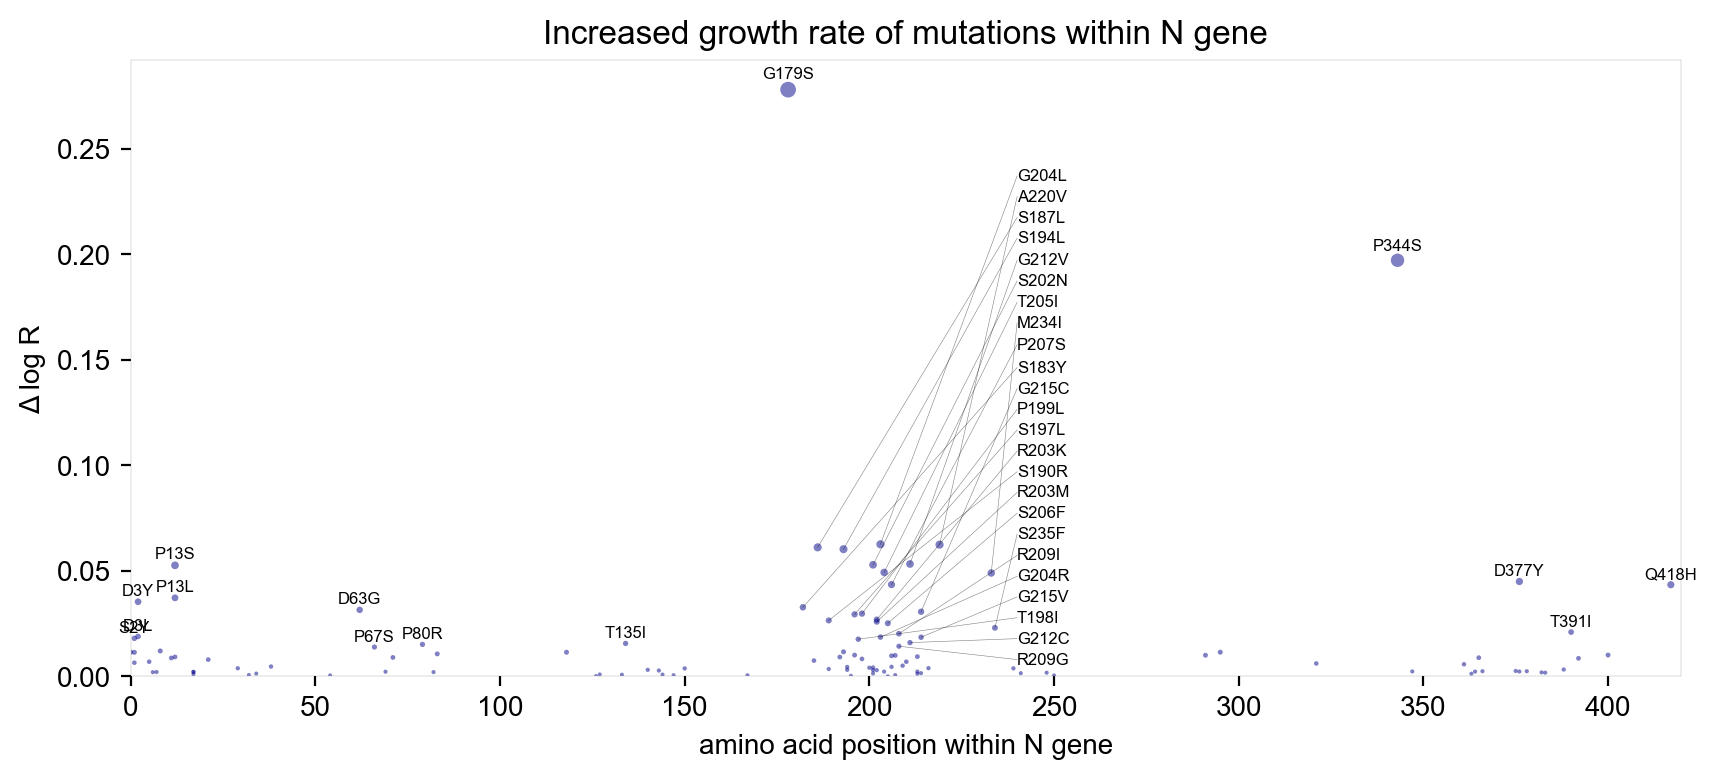 Increased growth rate of mutations within N gene
G179S
0.25
G204L
A220V
S187L
S194L
P344S
0.20
G212V
S202N
T205I
M234I
Δ log R
0.15
P207S
S183Y
G215C
P199L
S197L
0.10
R203K
S190R
R203M
S206F
S235F
P13S
R209I
0.05
D377Y
Q418H
G204R
D3Y
P13L
G215V
D63G
T198I
T391I
S2Y
D3L
P67S
P80R
T135I
G212C
R209G
0.00
0 50 100 150 200 250 300 350 400
amino acid position within N gene